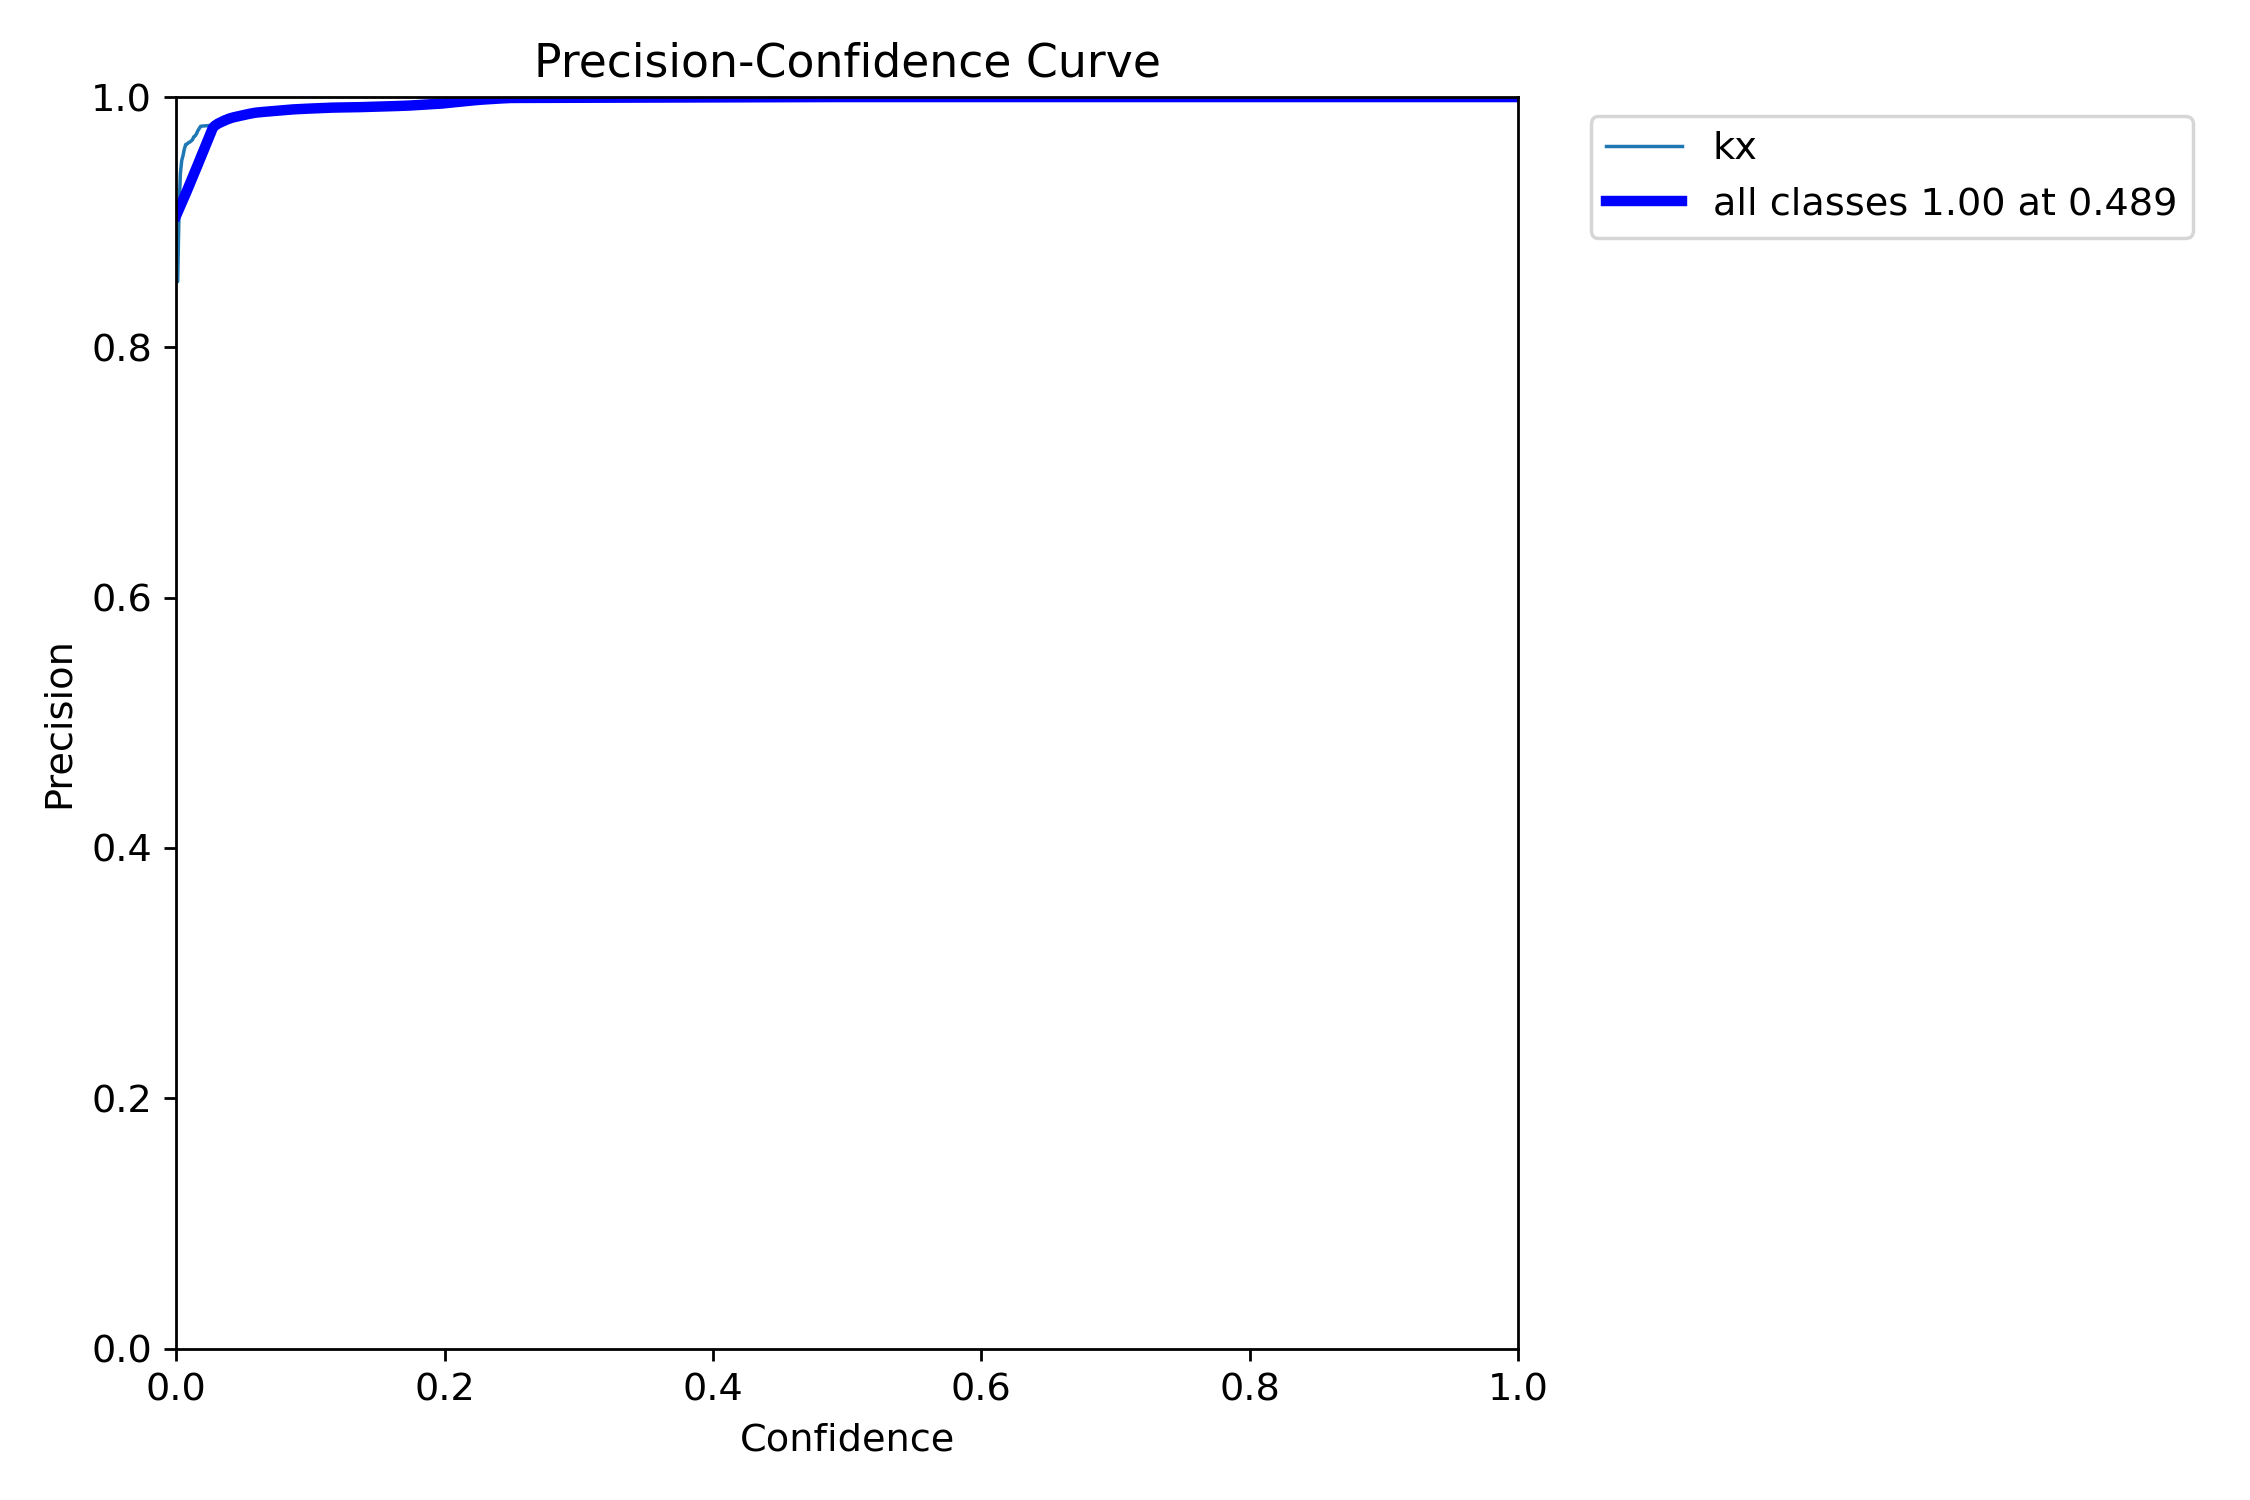 Precision-Confidence Curve
1.0
0.8
0.6
0.4
0.2
0.0
Precision
0.0 0.2 0.4 0.6 0.8 1.0
Confidence
kx
all classes 1.00 at 0.489